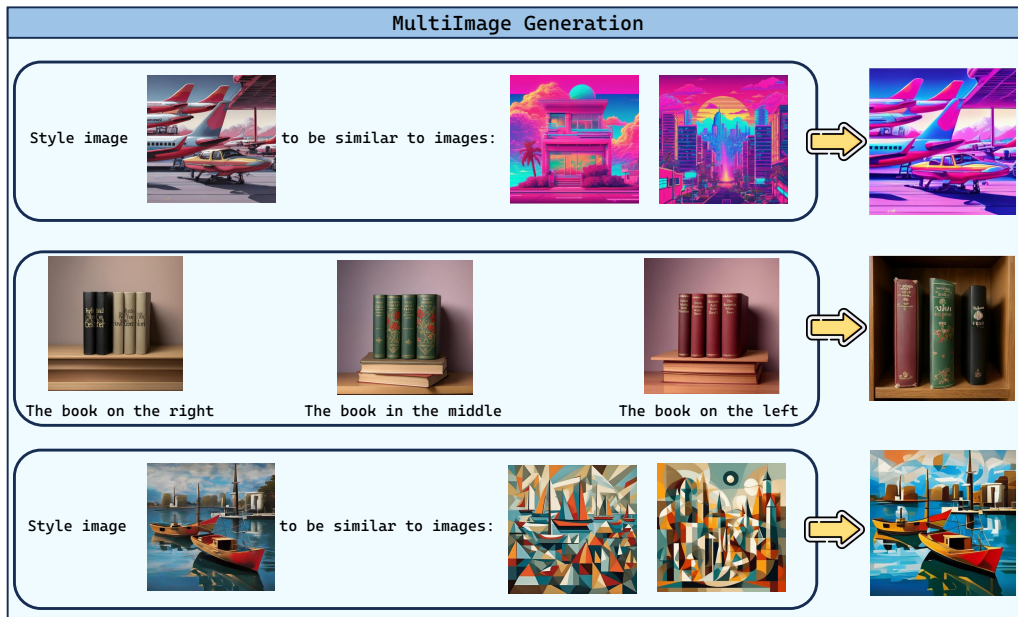 MultiImage Generation
Style image to be similar to images:
The book on the right The book in the middle The book on the left
Style image to be similar to images: